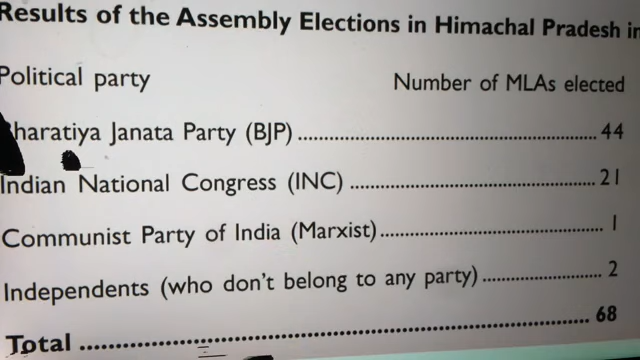 Results of the Assembly Elections in Himachal Pradesh in
Political party Number of MLAs elected
haratiya Janata Party (BJP) ........................................................ 44
Indian National Congress (INC) ................................................ 21
Communist Party of India (Marxist)........................................... 1
Independents (who don't belong to any party)........................ 2
Total .................................................................................... 68